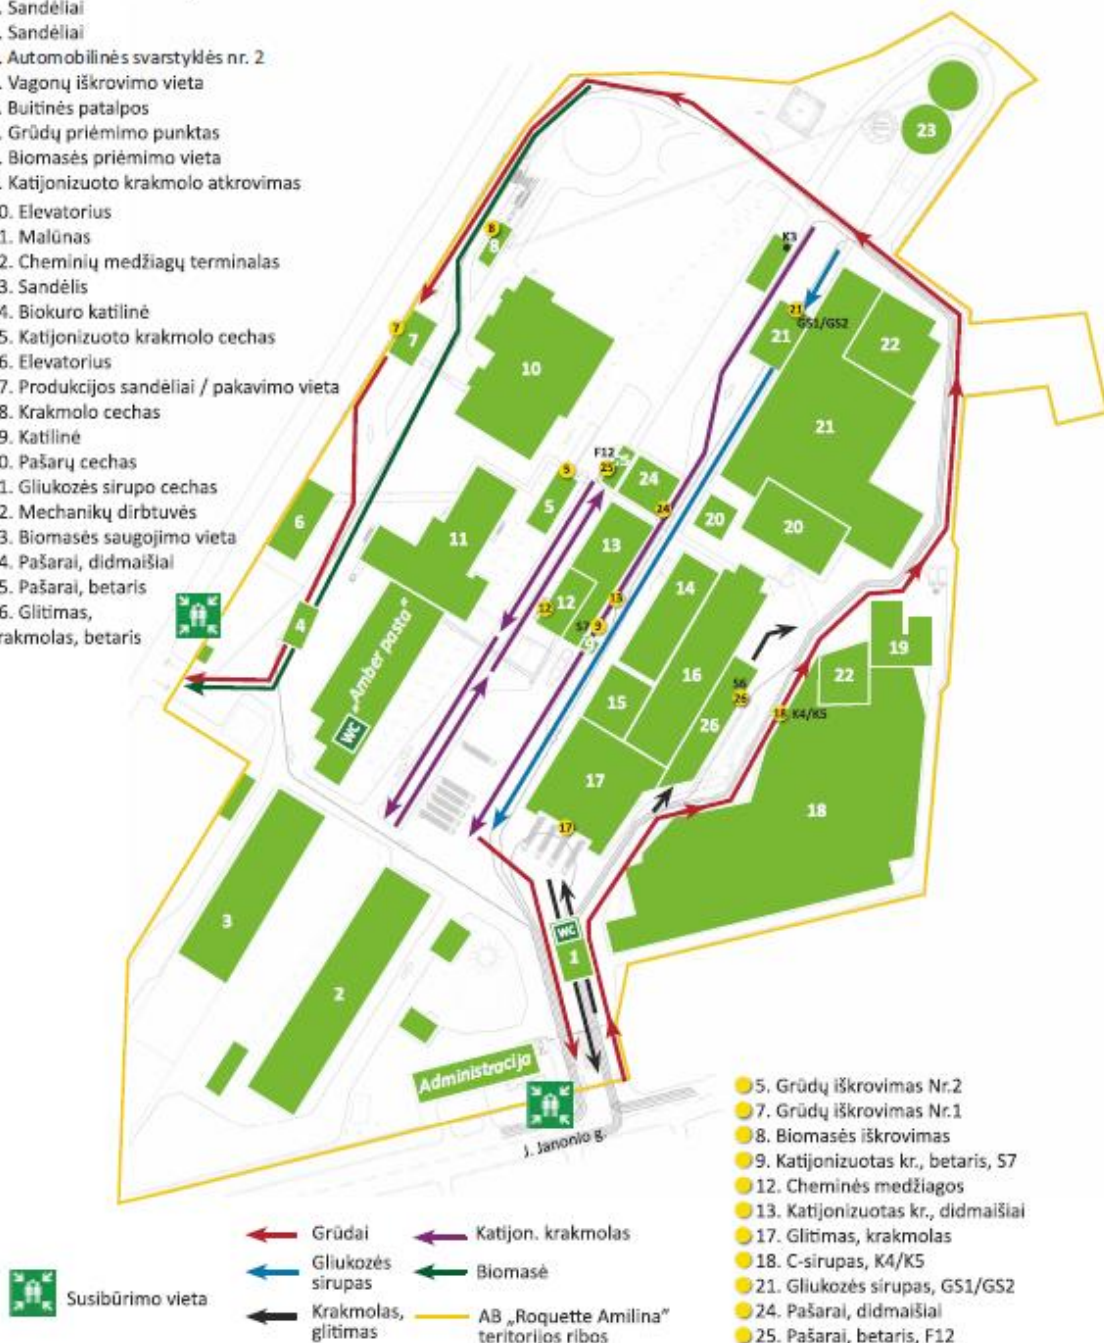 . Sandėliai
. Sandėliai
. Automobilinės svarstyklės nr. 2
. Vagonų iškrovimo vieta
. Buitinės patalpos
. Grūdų priėmimo punktas
. Biomasės priėmimo vieta
. Katijonizuoto krakmolo atkrovimas
0. Elevatorius
1. Malūnas
2. Cheminių medžiagų terminalas
3. Sandėlis
4. Biokuro katilinė
5. Katijonizuoto krakmolo cechas
6. Elevatorius
7. Produkcijos sandėliai / pakavimo vieta
8. Krakmolo cechas
9. Katilinė
0. Pašarų cechas
1. Gliukozės sirupo cechas
2. Mechanikų dirbtuvės
3. Biomasės saugojimo vieta
4. Pašarai, didmaišiai
5. Pašarai, betaris
6. Glitimas,
rakmolas, betaris
23
8
8
K3
7
7
21
GS1/GS2
21
22
10
21
F12
5
25
25
24
24
5
20
20
6
11
13
12
12
13
14
S7
9
9
4
19
22
16
15
S6
26
26
18
K4/K5
„Amber pasta“
WC
17
17
18
3
WC
1
2
Administracija
J. Janonio g.
5. Grūdų iškrovimas Nr.2
7. Grūdų iškrovimas Nr.1
8. Biomasės iškrovimas
9. Katijonizuotas kr., betaris, S7
12. Cheminės medžiagos
13. Katijonizuotas kr., didmaišiai
17. Glitimas, krakmolas
18. C-sirupas, K4/K5
21. Gliukozės sirupas, GS1/GS2
24. Pašarai, didmaišiai
25. Pašarai, betaris, F12
Susibūrimo vieta
Grūdai
Gliukozės
sirupas
Krakmolas,
glitimas
Katijon. krakmolas
Biomasė
AB „Roquette Amilina“
teritorijos ribos